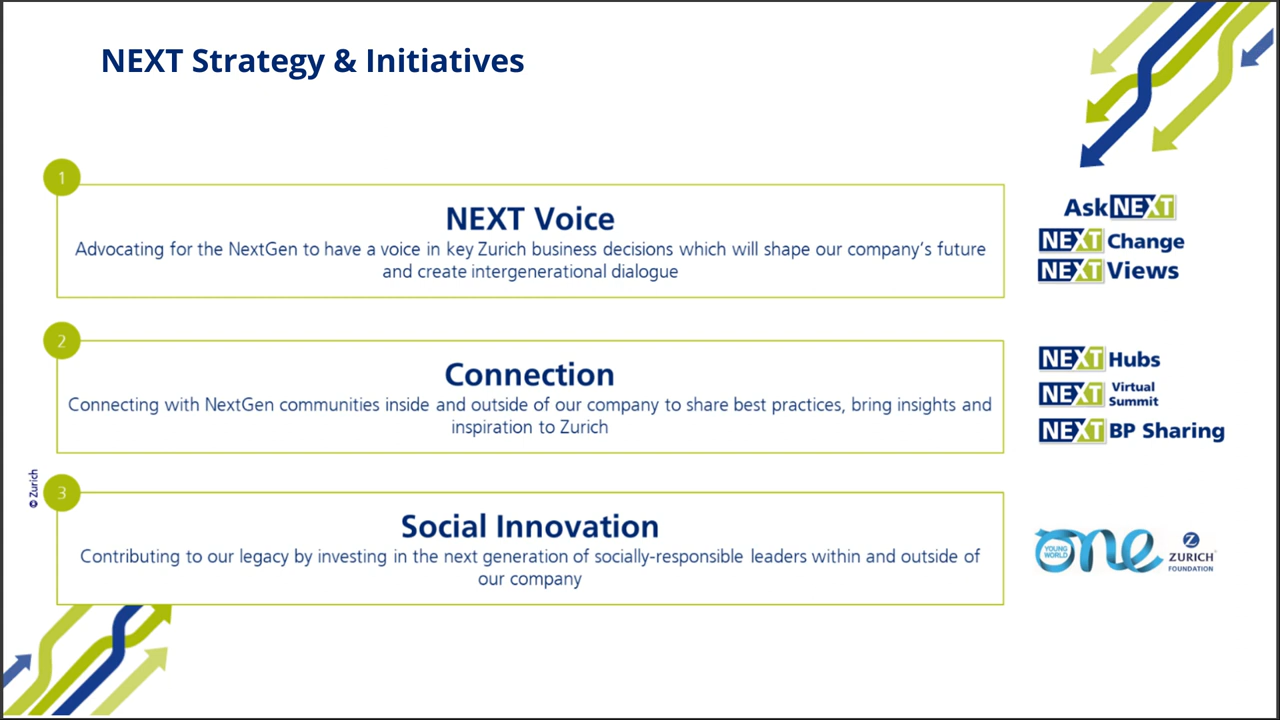 NEXT Strategy & Initiatives
1
NEXT Voice
Advocating for the NextGen to have a voice in key Zurich business decisions which will shape our company's future
and create intergenerational dialogue
Ask NEXT
NEXT Change
NEXT Views
2
Connection
Connecting with NextGen communities inside and outside of our company to share best practices, bring insights and
inspiration to Zurich
NEXT Hubs
NEXT Virtual
Summit
NEXT BP Sharing
© Zurich
3
Social Innovation
Contributing to our legacy by investing in the next generation of socially-responsible leaders within and outside of
our company
YOUNG
WORLD
one
Z
ZURICH
FOUNDATION